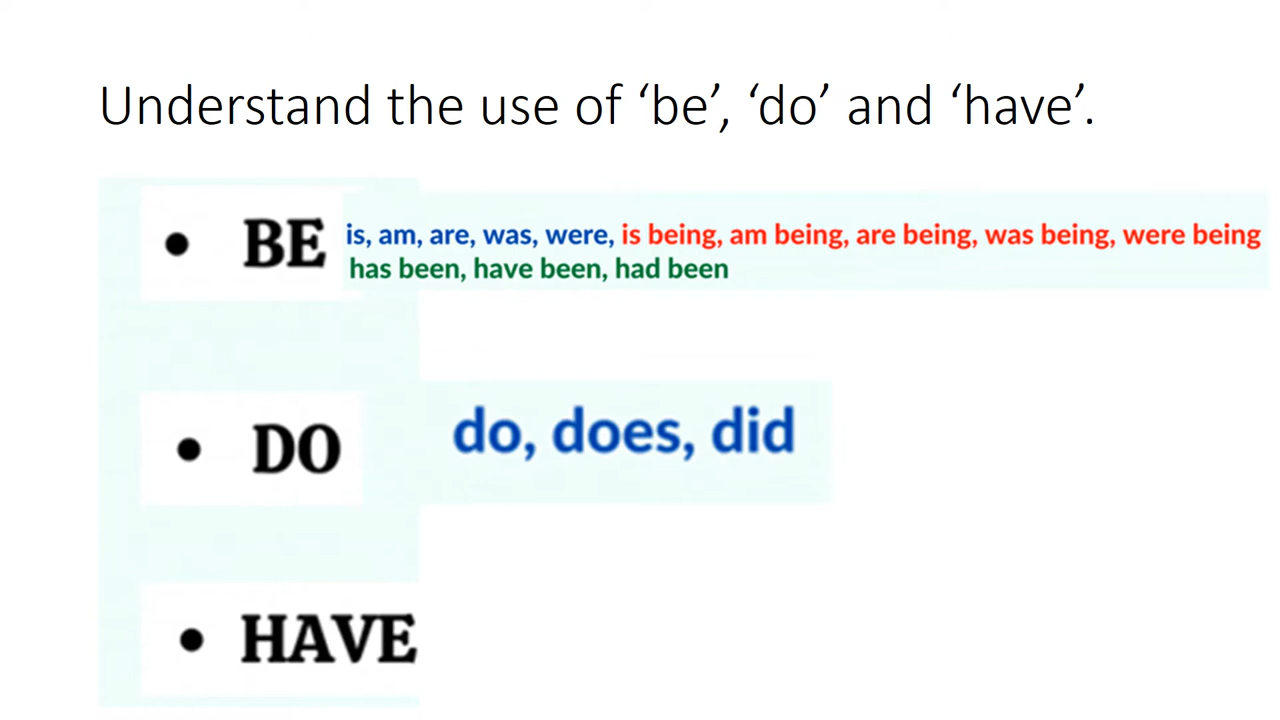 Understand the use of ‘be’, ‘do’ and ‘have’.
• BE is, am, are, was, were, is being, am being, are being, was being, were being
has been, have been, had been
• DO do, does, did
• HAVE